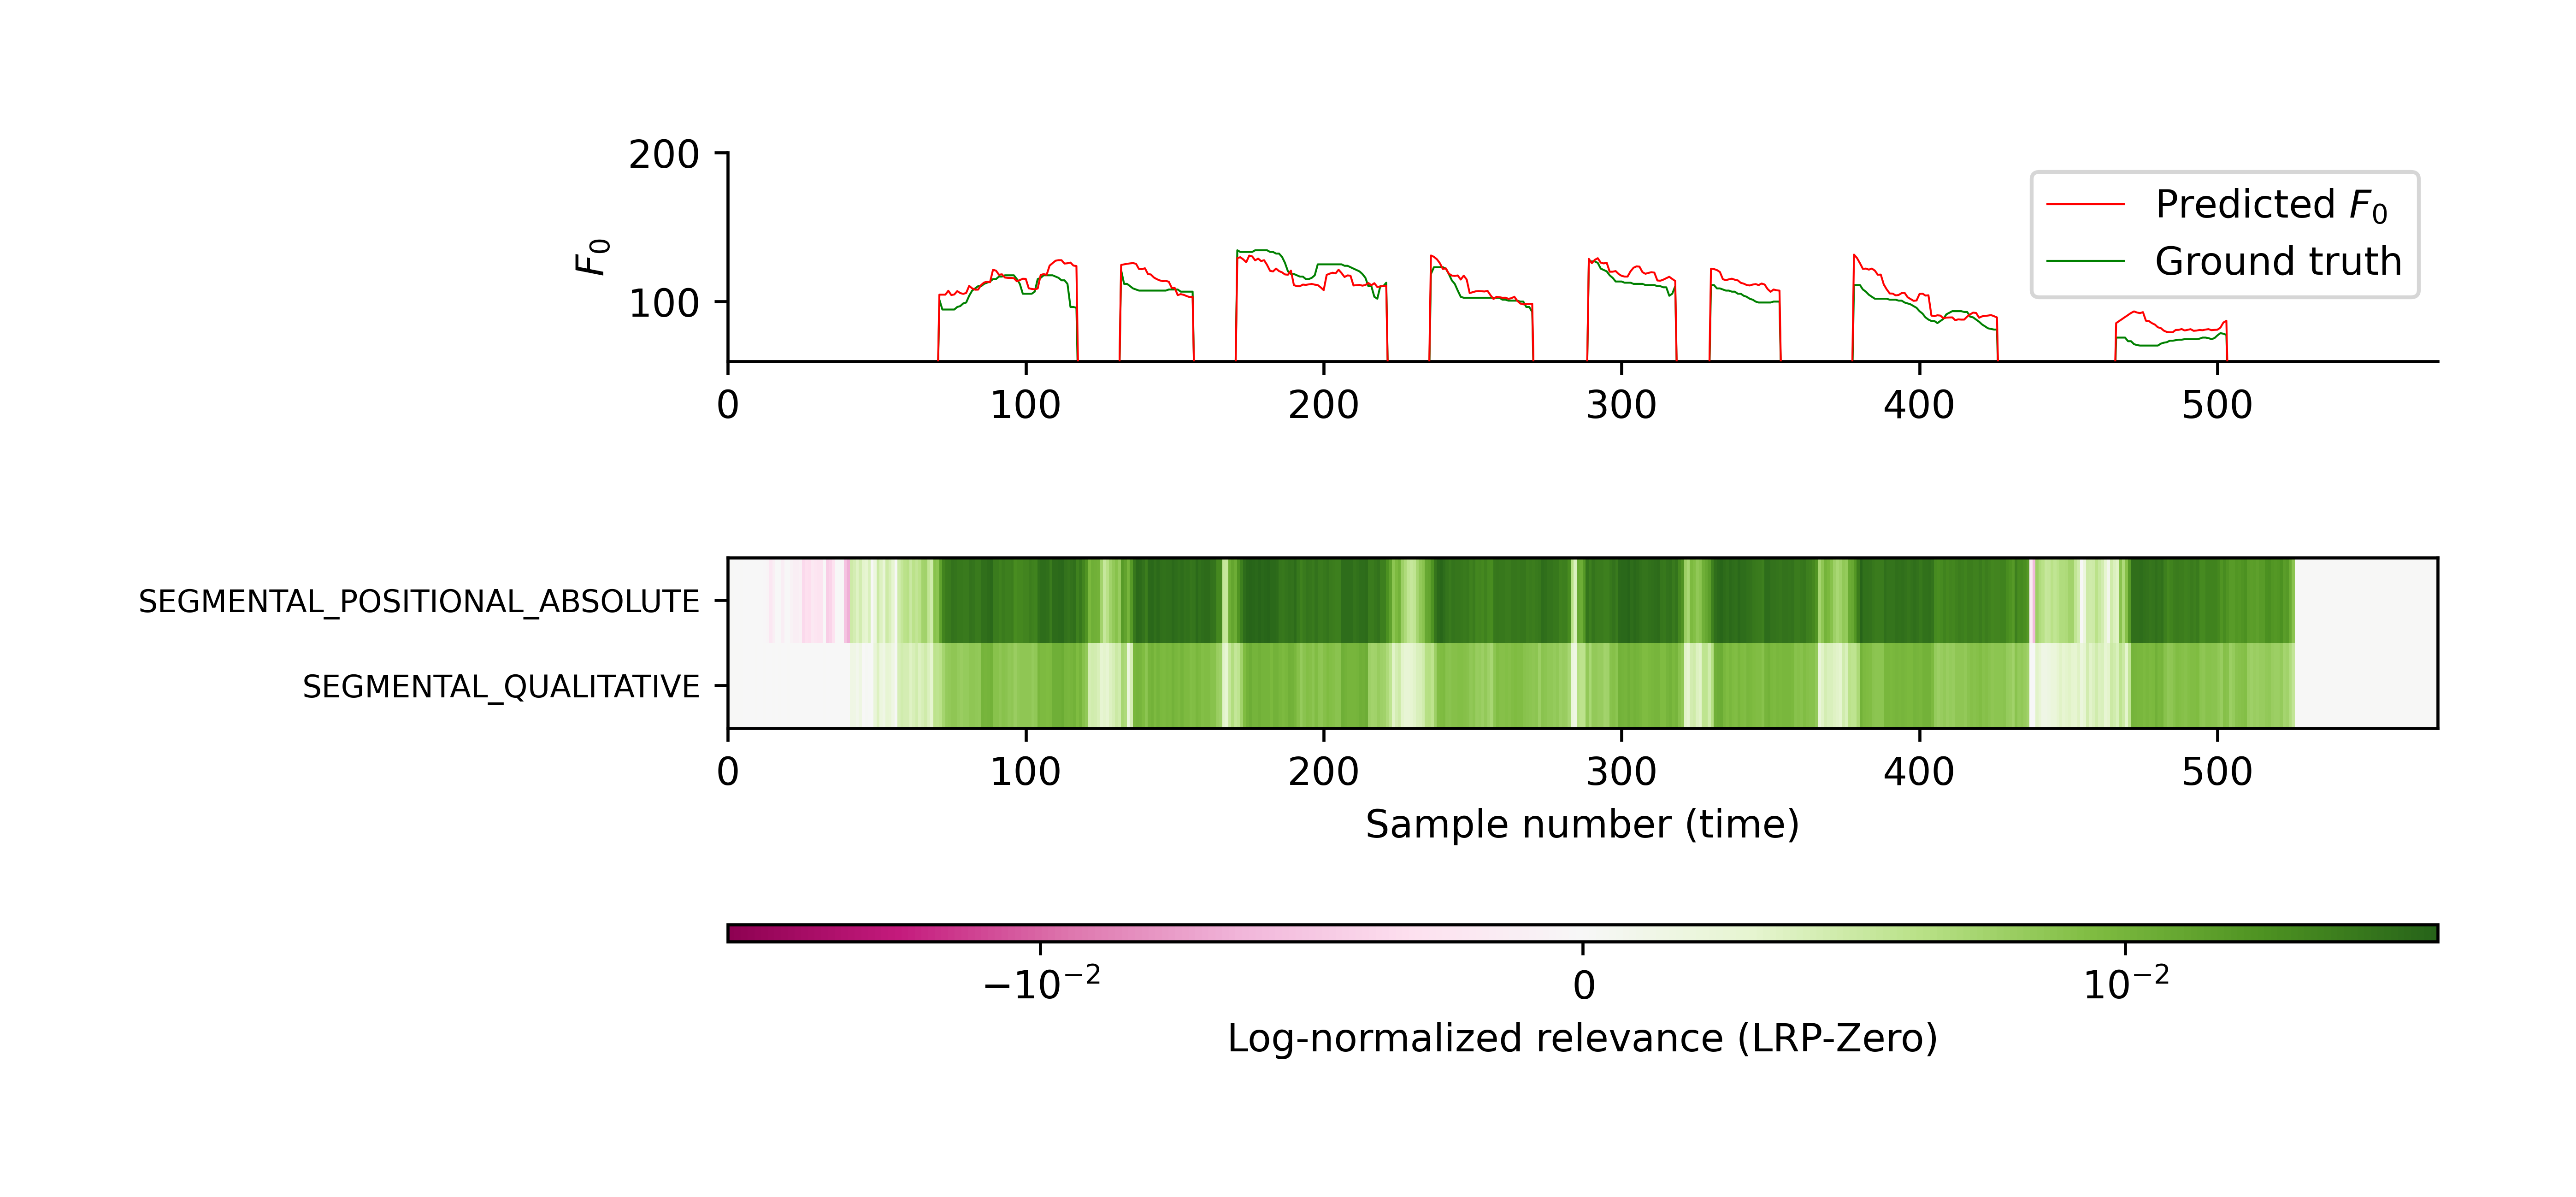 200
100
F₀
Predicted F₀
Ground truth
0 100 200 300 400 500
SEGMENTAL_POSITIONAL_ABSOLUTE
SEGMENTAL_QUALITATIVE
0 100 200 300 400 500
Sample number (time)
−10⁻² 0 10⁻²
Log-normalized relevance (LRP-Zero)